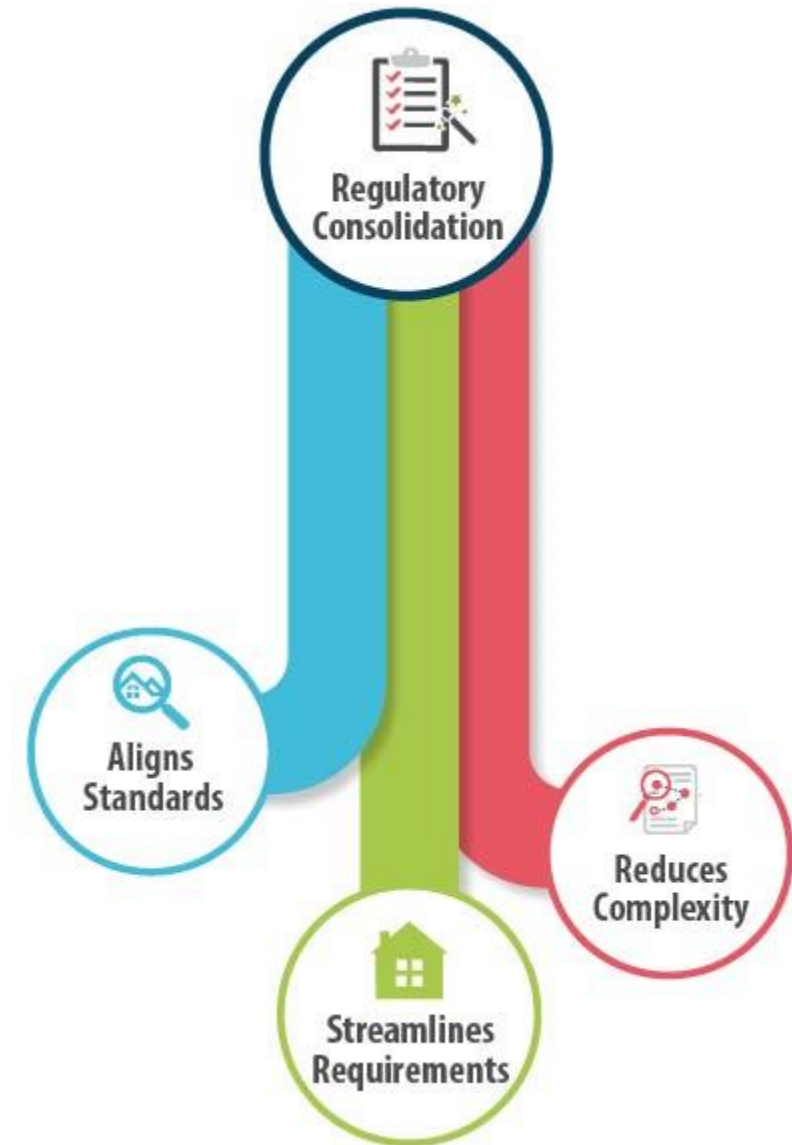 Regulatory
Consolidation
Aligns
Standards
Reduces
Complexity
Streamlines
Requirements